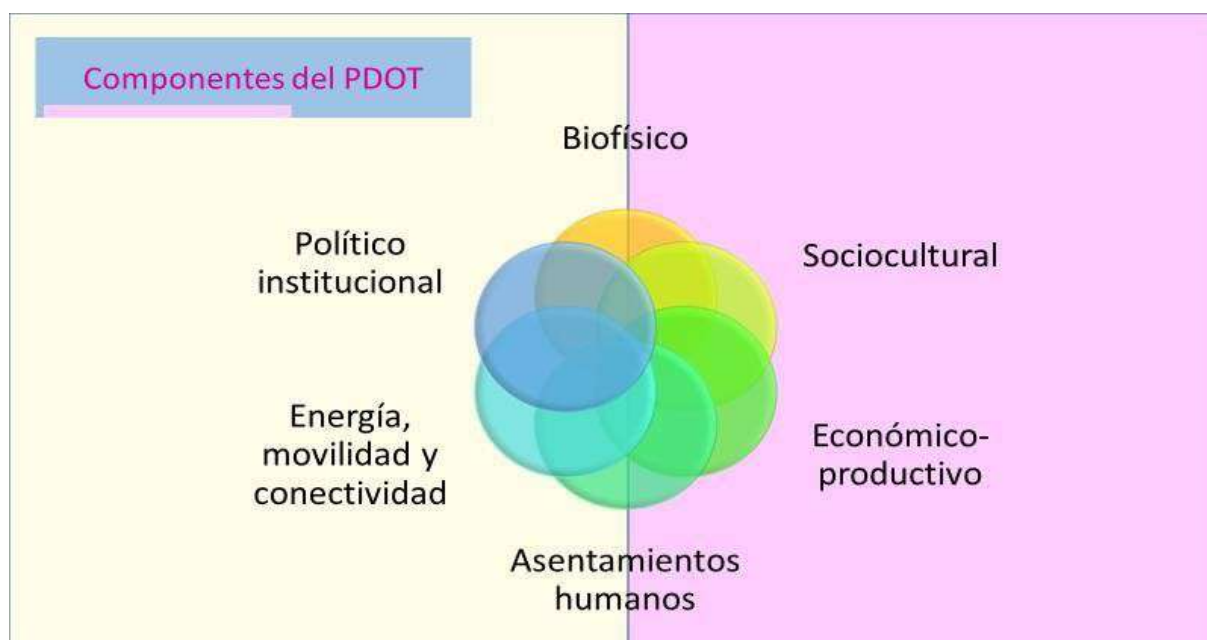 Componentes del PDOT
Biofísico
Sociocultural
Económico-
productivo
Asentamientos
humanos
Energía,
movilidad y
conectividad
Político
institucional